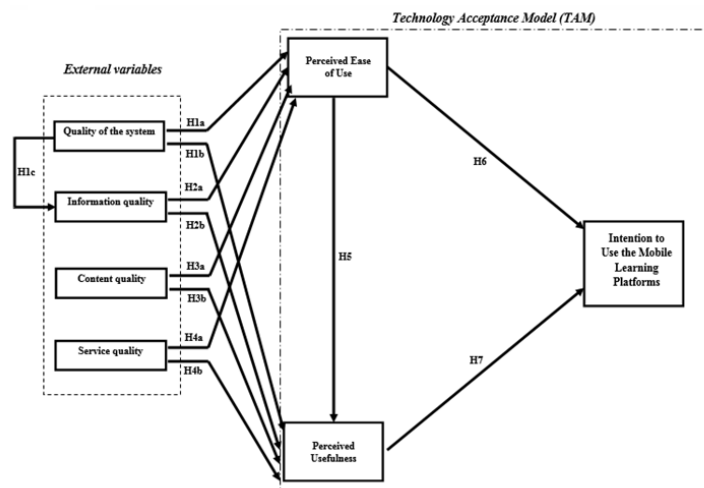 Technology Acceptance Model (TAM)
External variables
Perceived Ease
of Use
H1a
Quality of the system
H1b
H1c
H2a
Information quality
H2b
H3a
Content quality
H3b
H4a
Service quality
H4b
H5
H6
Intention to
Use the Mobile
Learning
Platforms
H7
Perceived
Usefulness